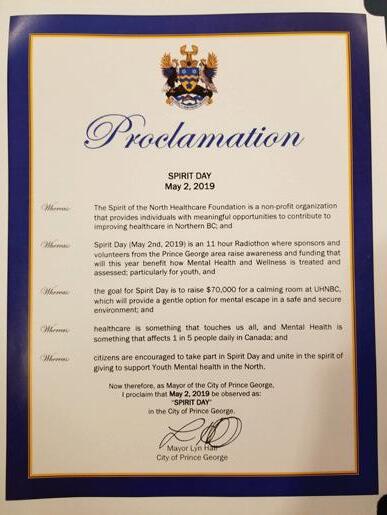 Proclamation
SPIRIT DAY
May 2, 2019
Whereas The Spirit of the North Healthcare Foundation is a non-profit organization
that provides individuals with meaningful opportunities to contribute to
improving healthcare in Northern BC; and
Whereas Spirit Day (May 2nd, 2019) is an 11 hour Radiothon where sponsors and
volunteers from the Prince George area raise awareness and funding that
will this year benefit how Mental Health and Wellness is treated and
assessed; particularly for youth, and
Whereas the goal for Spirit Day is to raise $70,000 for a calming room at UHNBC,
which will provide a gentle option for mental escape in a safe and secure
environment; and
Whereas healthcare is something that touches us all, and Mental Health is
something that affects 1 in 5 people daily in Canada; and
Whereas citizens are encouraged to take part in Spirit Day and unite in the spirit of
giving to support Youth Mental health in the North.
Now therefore, as Mayor of the City of Prince George,
I proclaim that May 2, 2019 be observed as:
"SPIRIT DAY"
in the City of Prince George.
Mayor Lyn Hall
City of Prince George